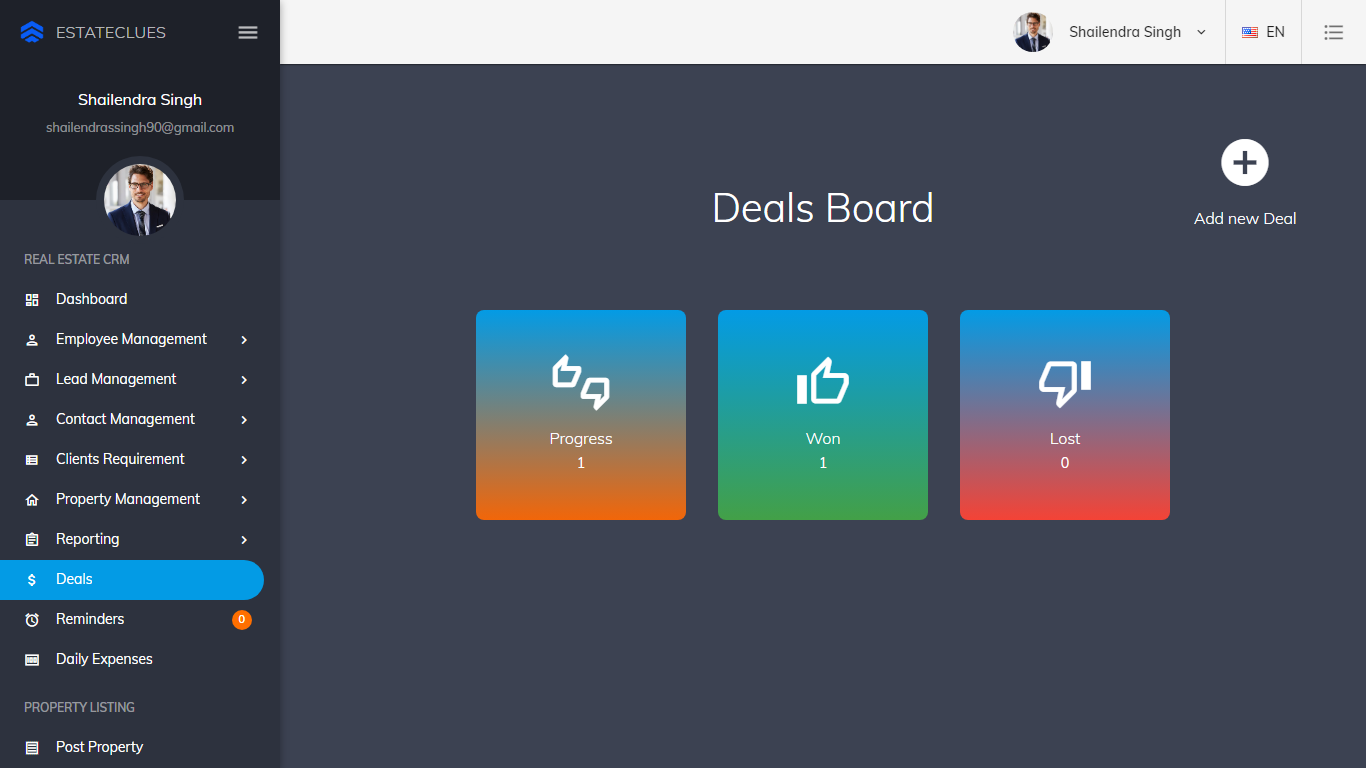 ESTATECLUES
Shailendra Singh
EN
Shailendra Singh
shailendrassingh90@gmail.com
REAL ESTATE CRM
Dashboard
Employee Management
Lead Management
Contact Management
Clients Requirement
Property Management
Reporting
Deals
Reminders 0
Daily Expenses
PROPERTY LISTING
Post Property
Deals Board
Add new Deal
Progress
1
Won
1
Lost
0